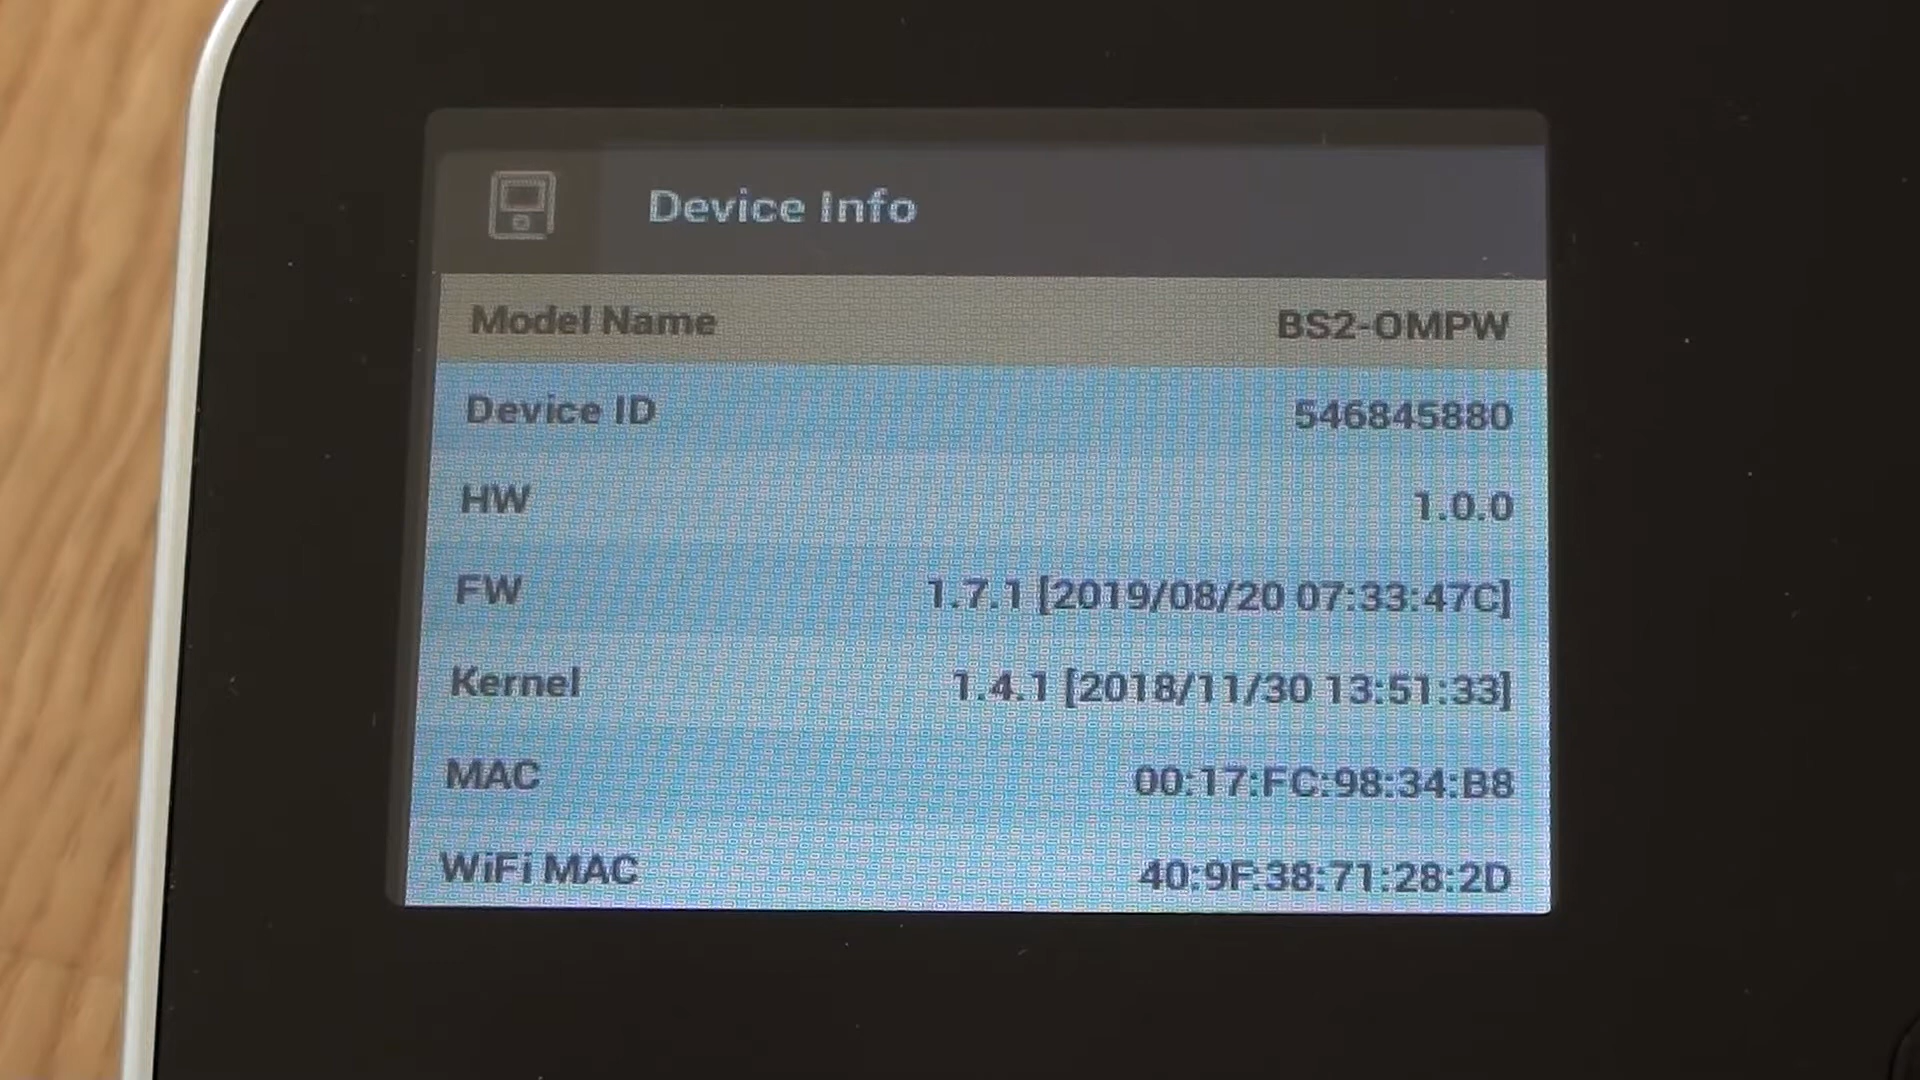 Device Info
Model Name BS2-OMPW
Device ID 546845880
HW 1.0.0
FW 1.7.1 [2019/08/20 07:33:47C]
Kernel 1.4.1 [2018/11/30 13:51:33]
MAC 00:17:FC:98:34:B8
WiFi MAC 40:9F:38:71:28:2D